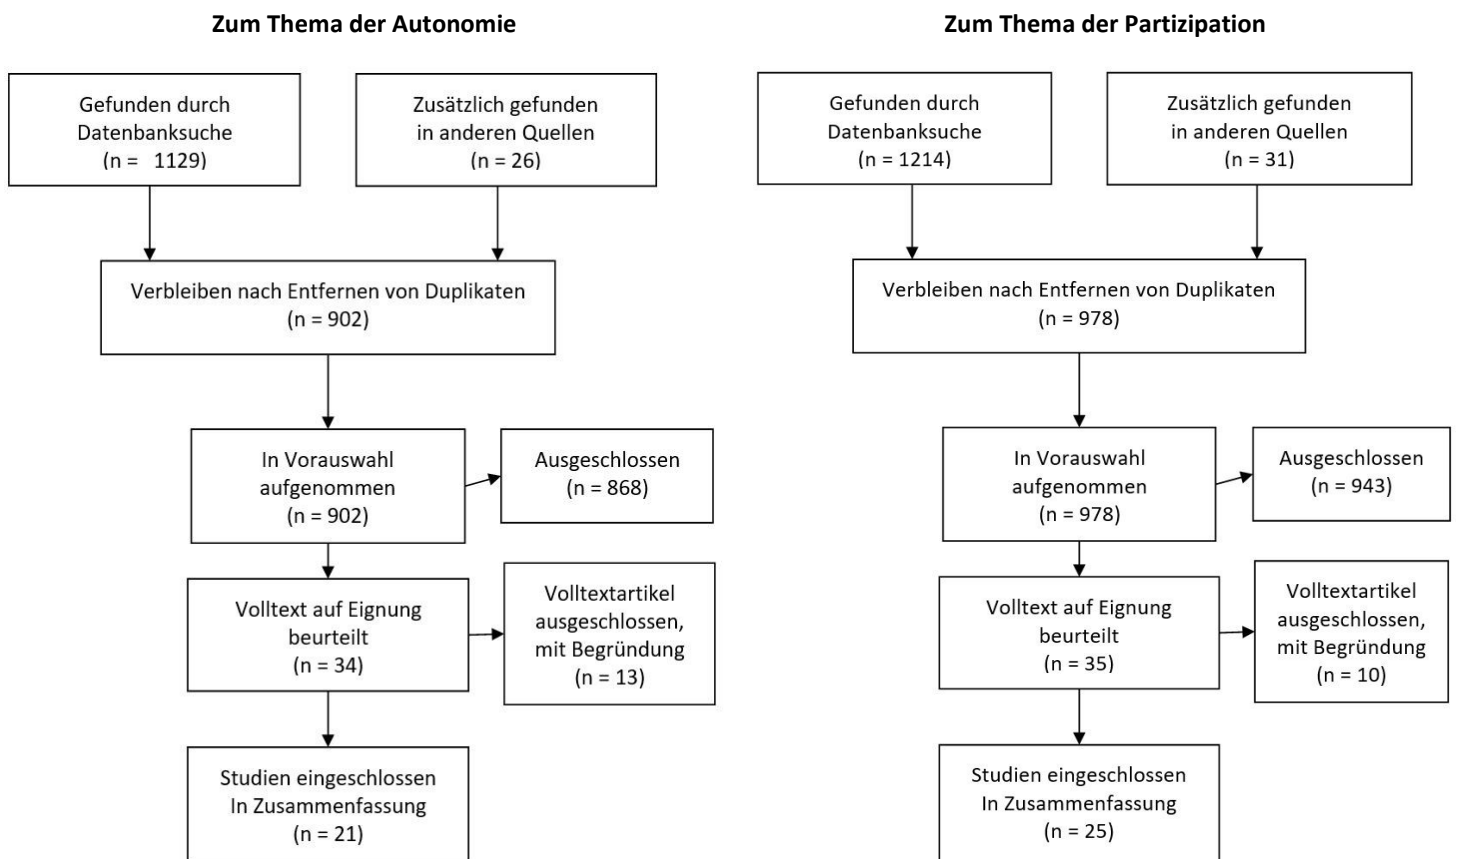 Zum Thema der Autonomie
Gefunden durch
Datenbanksuche
(n =   1129)
Zusätzlich gefunden
in anderen Quellen
(n = 26)
Verbleiben nach Entfernen von Duplikaten
(n = 902)
In Vorauswahl
aufgenommen
(n = 902)
Ausgeschlossen
(n = 868)
Volltext auf Eignung
beurteilt
(n = 34)
Volltextartikel
ausgeschlossen,
mit Begründung
(n = 13)
Studien eingeschlossen
In Zusammenfassung
(n = 21)
Zum Thema der Partizipation
Gefunden durch
Datenbanksuche
(n = 1214)
Zusätzlich gefunden
in anderen Quellen
(n = 31)
Verbleiben nach Entfernen von Duplikaten
(n = 978)
In Vorauswahl
aufgenommen
(n = 978)
Ausgeschlossen
(n = 943)
Volltext auf Eignung
beurteilt
(n = 35)
Volltextartikel
ausgeschlossen,
mit Begründung
(n = 10)
Studien eingeschlossen
In Zusammenfassung
(n = 25)